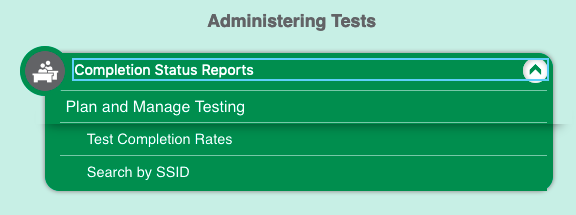 Administering Tests
Completion Status Reports
Plan and Manage Testing
Test Completion Rates
Search by SSID